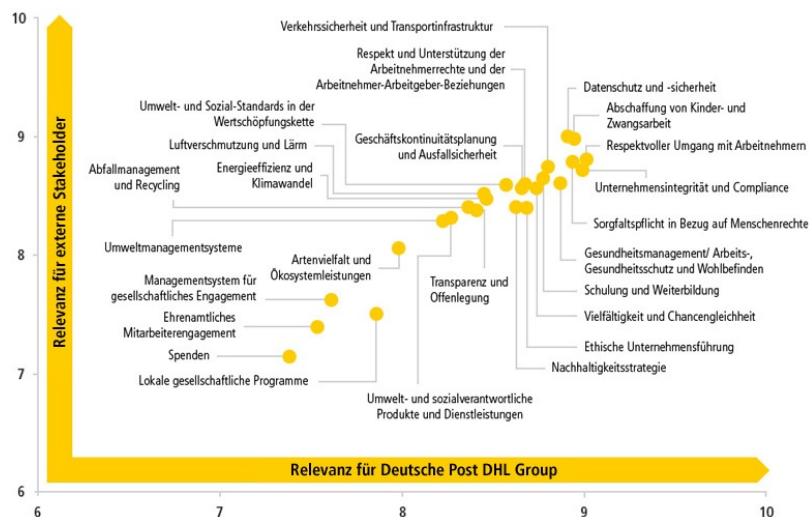 10
Verkehrssicherheit und Transportinfrastruktur
Respekt und Unterstützung der
Arbeitnehmerrechte und der
Arbeitnehmer-Arbeitgeber-Beziehungen
Datenschutz und -sicherheit
Umwelt- und Sozial-Standards in der
Wertschöpfungskette
Abschaffung von Kinder- und
Zwangsarbeit
9
Luftverschmutzung und Lärm
Geschäftskontinuitätsplanung
und Ausfallsicherheit
Respektvoller Umgang mit Arbeitnehmern
Abfallmanagement
und Recycling
Energieeffizienz und
Klimawandel
Unternehmensintegrität und Compliance
Sorgfaltspflicht in Bezug auf Menschenrechte
Umweltmanagementsysteme
8
Artenvielfalt und
Ökosystemleistungen
Gesundheitsmanagement/ Arbeits-,
Gesundheitsschutz und Wohlbefinden
Managementsystem für
gesellschaftliches Engagement
Transparenz und
Offenlegung
Schulung und Weiterbildung
Ehrenamtliches
Mitarbeiterengagement
Vielfältigkeit und Chancengleichheit
Spenden
Ethische Unternehmensführung
Lokale gesellschaftliche Programme
Nachhaltigkeitsstrategie
7
Umwelt- und sozialverantwortliche
Produkte und Dienstleistungen
Relevanz für externe Stakeholder
Relevanz für Deutsche Post DHL Group
6
6 7 8 9 10